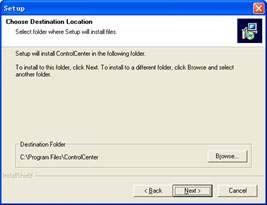 Setup
Choose Destination Location
Select folder where Setup will install files.
Setup will install ControlCenter in the following folder.
To install to this folder, click Next. To install to a different folder, click Browse and select
another folder.
Destination Folder
C:\Program Files\ControlCenter
Browse...
InstallShield
< Back
Next >
Cancel